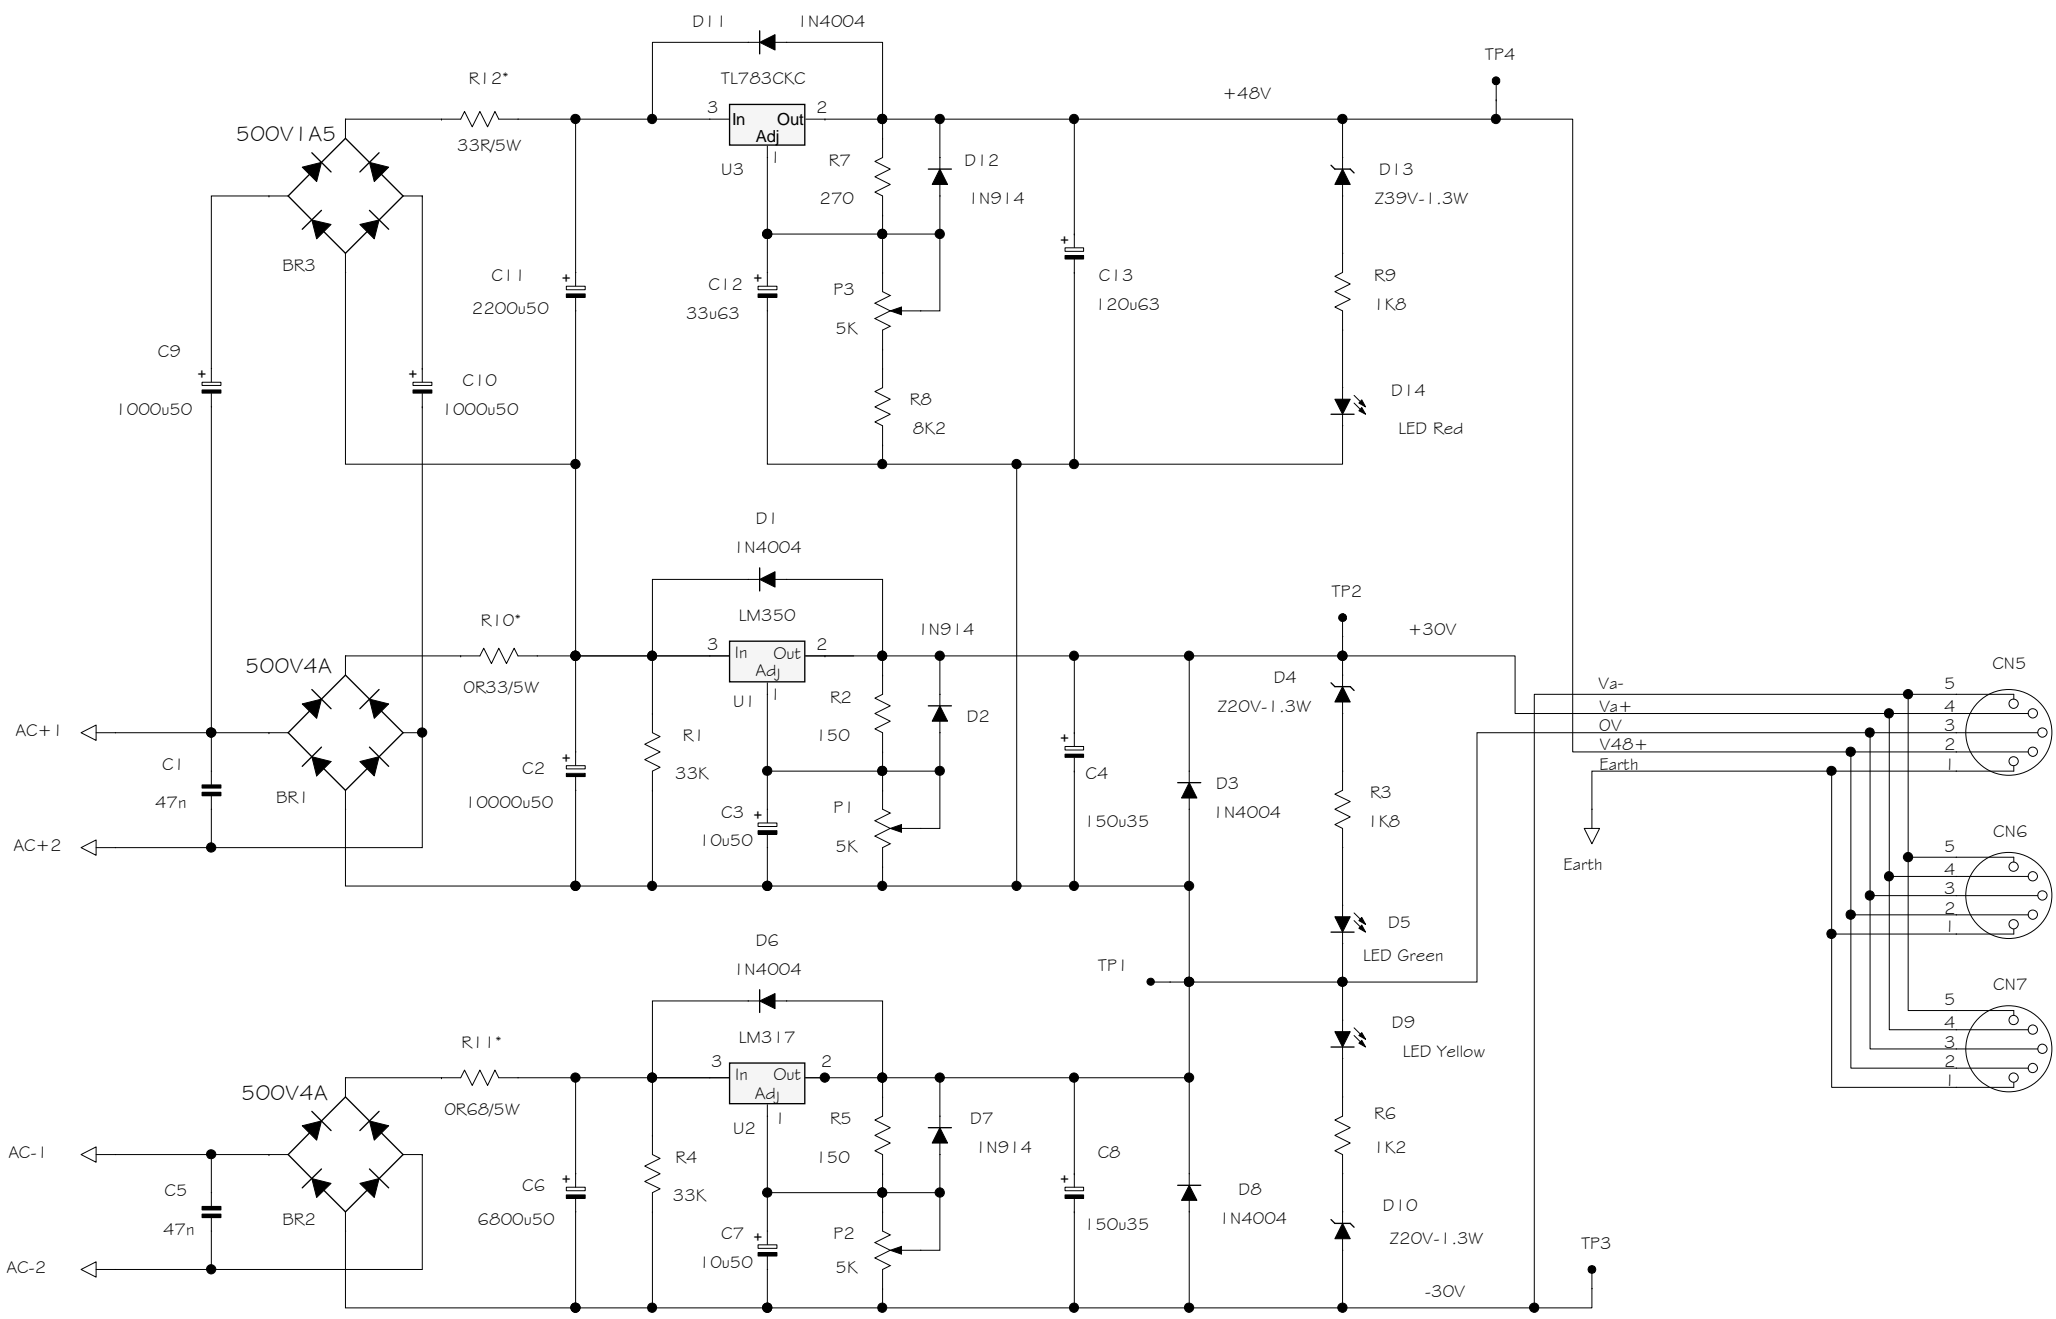 D11 1N4004
TP4
R12* TL783CKC
+48V
3 2
500V1A5 In Out
Adj
33R/5W 1
U3 R7 D12 D13
270 1N914 Z39V-1.3W
BR3
C11 C12 P3 C13 R9
2200u50 33u63 120u63 1K8
5K
C9
C10 D14
1000u50 1000u50 R8
8K2 LED Red
D1
1N4004
TP2
R10* LM350 1N914 +30V
3 2
500V4A In Out
Adj
CN5
0R33/5W 1
U1 R2 D4
Z20V-1.3W
Va- 5
Va+ 4
D2
0V 3
AC+1 150
R1 V48+ 2
C1 C2 33K Earth 1
C4 D3
BR1 47n 10000u50 R3
C3 P1 1N4004
10u50 150u35 1K8
AC+2 5K
Earth
CN6
5
4
3
2
1
D5
D6 LED Green
1N4004 TP1
CN7
5
4
3
2
1
D9
R11* LM317 LED Yellow
3 2
500V4A In Out
Adj
0R68/5W 1
U2 R5 D7 R6
AC-1 150 1N914 C8 1K2
R4
C5 C6 33K D8 D10
47n BR2 6800u50 150u35 1N4004
C7 P2 Z20V-1.3W
10u50
AC-2 5K TP3
-30V